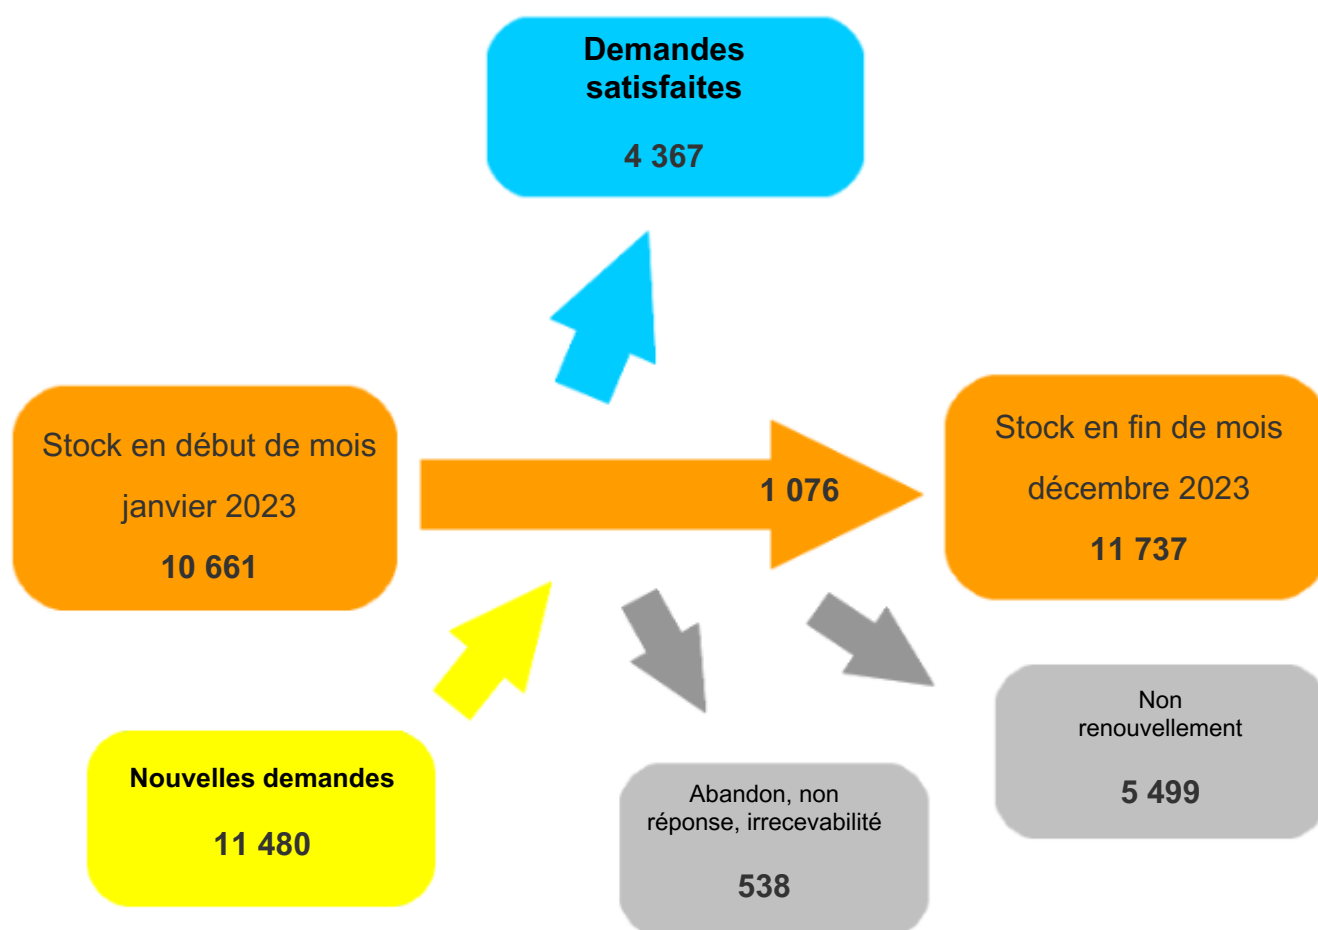 Demandes
satisfaites
4 367
Stock en début de mois
janvier 2023
10 661
1 076
Stock en fin de mois
décembre 2023
11 737
Nouvelles demandes
11 480
Abandon, non
réponse, irrecevabilité
538
Non
renouvellement
5 499